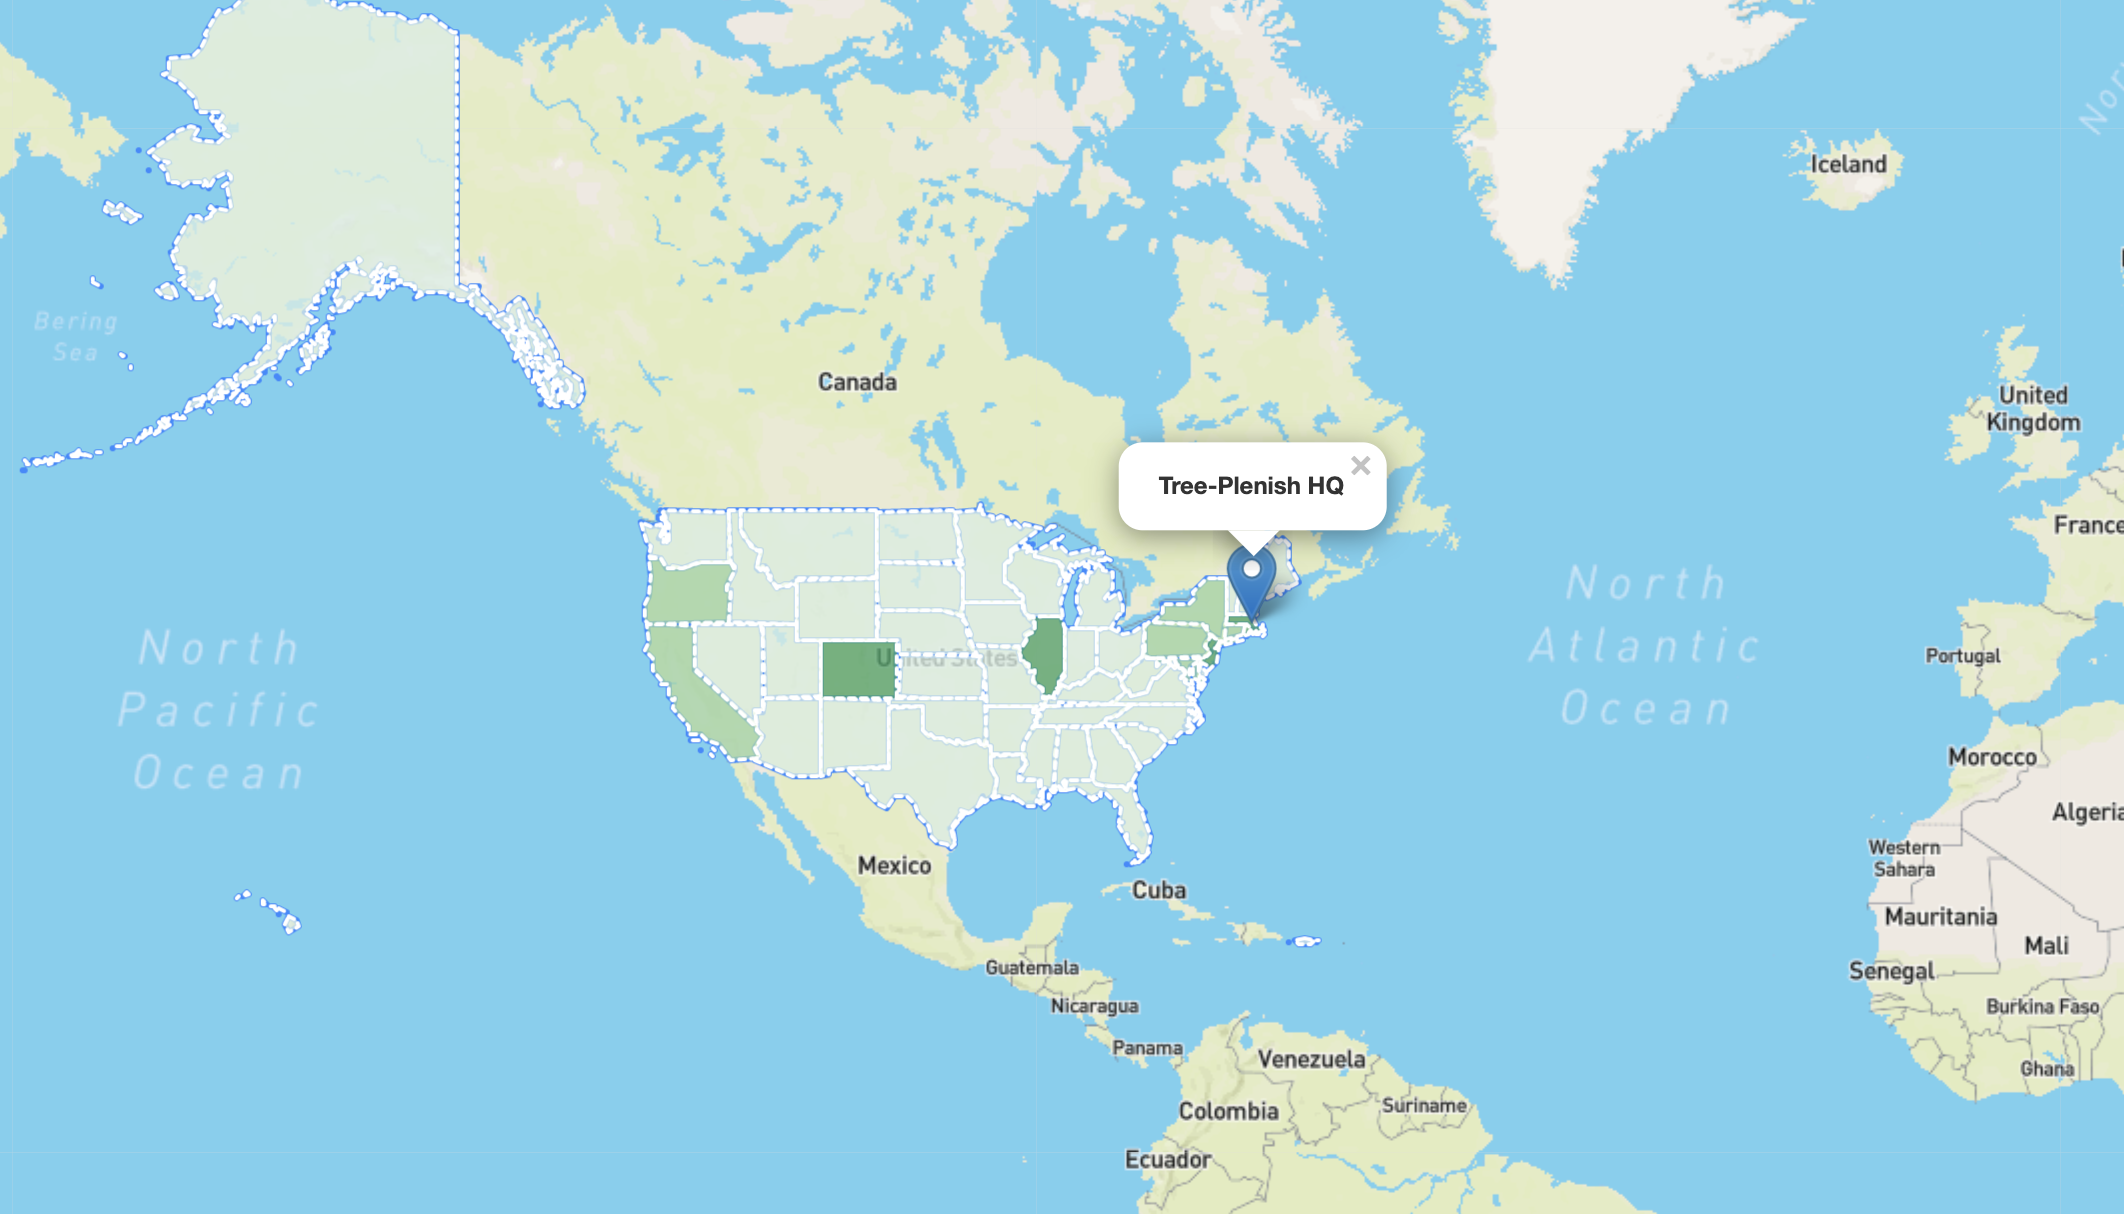 Nor
Iceland
Bering
Sea
Canada
United
Kingdom
Tree-Plenish HQ
×
France
North
Atlantic
Ocean
North
Pacific
Ocean
United States
Portugal
Morocco
Algeria
Western
Sahara
Mexico
Cuba
Mauritania
Mali
Guatemala
Senegal
Nicaragua
Burkina Faso
Panama
Venezuela
Ghana
Colombia
Suriname
Ecuador